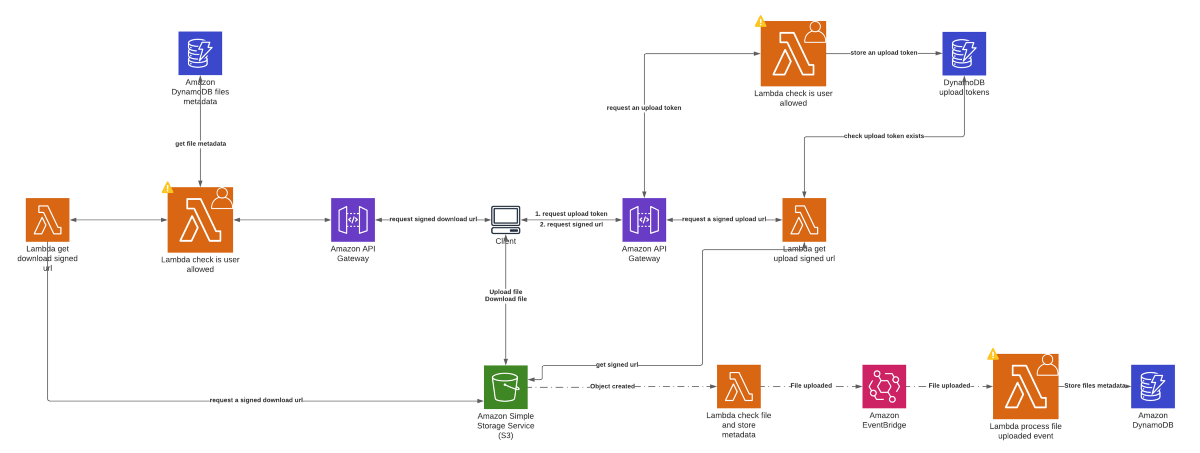 store an upload token
Lambda check is user
allowed
DynamoDB
upload tokens
Amazon
DynamoDB files
metadata
request an upload token
check upload token exists
get file metadata
Lambda get
download signed
url
Lambda check is user
allowed
Amazon API
Gateway
request signed download url
Client
1. request upload token
2. request signed url
Amazon API
Gateway
request a signed upload url
Lambda get
upload signed url
Upload file
Download file
get signed url
request a signed download url
Amazon Simple
Storage Service
(S3)
Object created
Lambda check file
and store
metadata
File uploaded
Amazon
EventBridge
File uploaded
Lambda process file
uploaded event
Store files metadata
Amazon
DynamoDB